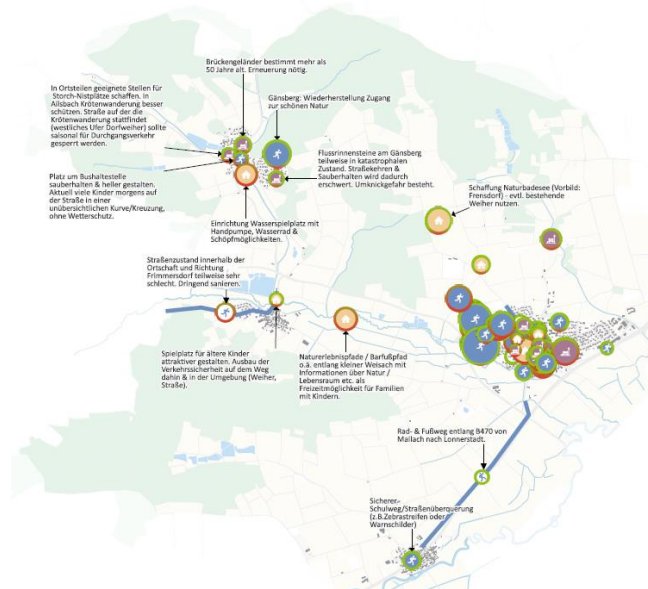 Brückengeländer bestimmt mehr als
50 Jahre alt. Erneuerung nötig.
In Ortsteilen geeignete Stellen für
Storch-Nistplätze schaffen. In
Ailsbach Krötenwanderung besser
schützen. Straße auf der die
Krötenwanderung stattfindet
(westliches Ufer Dorfweiher) sollte
saisonal für Durchgangsverkehr
gesperrt werden.
Gänsberg: Wiederherstellung Zugang
zur schönen Natur
Flussrinnensteine am Gänsberg
teilweise in katastrophalen
Zustand. Straßekehren &
Sauberhalten wird dadurch
erschwert. Umknickgefahr besteht.
Platz um Bushaltestelle
sauberhalten & heller gestalten.
Aktuell viele Kinder morgens auf
der Straße in einer
unübersichtlichen Kurve/Kreuzung,
ohne Wetterschutz.
Schaffung Naturbadesee (Vorbild:
Frensdorf) - evtl. bestehende
Weiher nutzen.
Einrichtung Wasserspielplatz mit
Handpumpe, Wasserrad &
Schöpfmöglichkeiten.
Straßenzustand innerhalb der
Ortschaft und Richtung
Frimmersdorf teilweise sehr
schlecht. Dringend sanieren.
Spielplatz für ältere Kinder
attraktiver gestalten. Ausbau der
Verkehrssicherheit auf dem Weg
dahin & in der Umgebung (Weiher,
Straße).
Naturerlebnispfade / Barfußpfad
o.ä. entlang kleiner Weisach mit
Informationen über Natur /
Lebensraum etc. als
Freizeitmöglichkeit für Familien
mit Kindern.
Rad- & Fußweg entlang B470 von
Mailach nach Lonnerstadt.
Sicherer
Schulweg/Straßenüberquerung
(z.B.Zebrastreifen oder
Warnschilder)